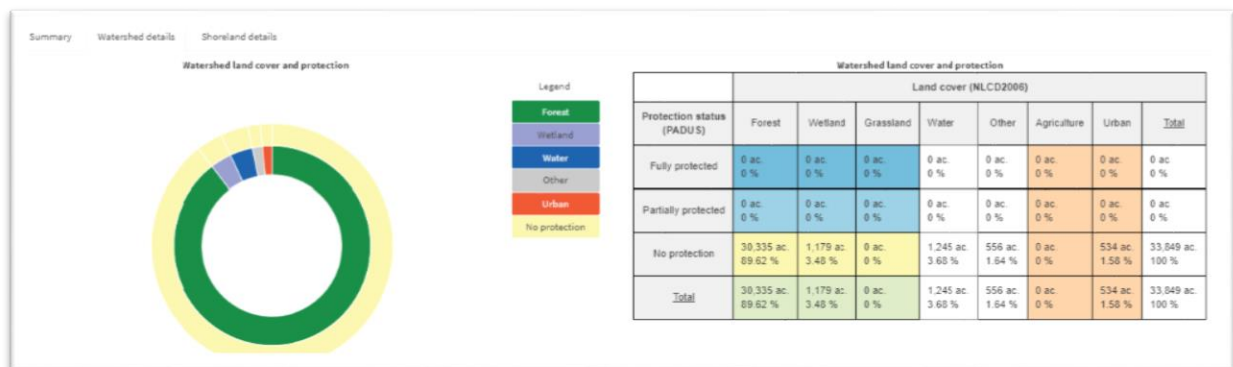 Summary Watershed details Shoreland details
Watershed land cover and protection
Legend
Forest
Wetland
Water
Other
Urban
No protection
Watershed land cover and protection
Land cover (NLCD2006)
Protection status (PADUS) Forest Wetland Grassland Water Other Agriculture Urban Total
Fully protected 0 ac. 0 ac. 0 ac. 0 ac. 0 ac. 0 ac. 0 ac. 0 ac.
0 % 0 % 0 % 0 % 0 % 0 % 0 % 0 %
Partially protected 0 ac. 0 ac. 0 ac. 0 ac. 0 ac. 0 ac. 0 ac. 0 ac.
0 % 0 % 0 % 0 % 0 % 0 % 0 % 0 %
No protection 30,335 ac. 1,179 ac. 0 ac. 1,245 ac. 556 ac. 0 ac. 534 ac. 33,849 ac.
89.62 % 3.48 % 0 % 3.68 % 1.64 % 0 % 1.58 % 100 %
Total 30,335 ac. 1,179 ac. 0 ac. 1,245 ac. 556 ac. 0 ac. 534 ac. 33,849 ac.
89.62 % 3.48 % 0 % 3.68 % 1.64 % 0 % 1.58 % 100 %